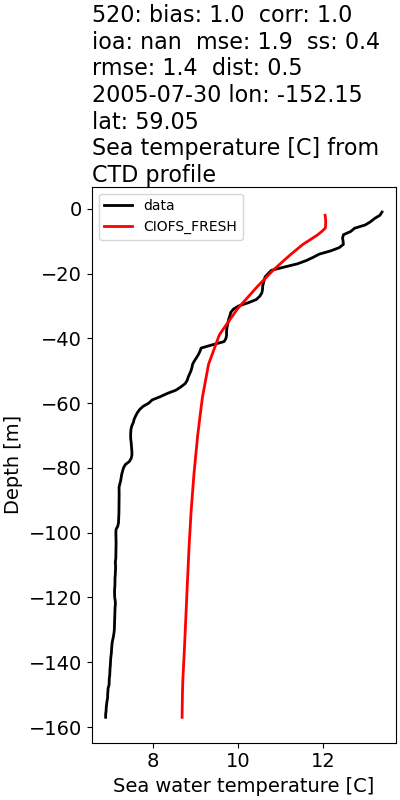 520: bias: 1.0  corr: 1.0
ioa: nan  mse: 1.9  ss: 0.4
rmse: 1.4  dist: 0.5
2005-07-30 lon: -152.15
lat: 59.05
Sea temperature [C] from
CTD profile
data
CIOFS_FRESH
0
−20
−40
−60
−80
−100
−120
−140
−160
Depth [m]
8
10
12
Sea water temperature [C]